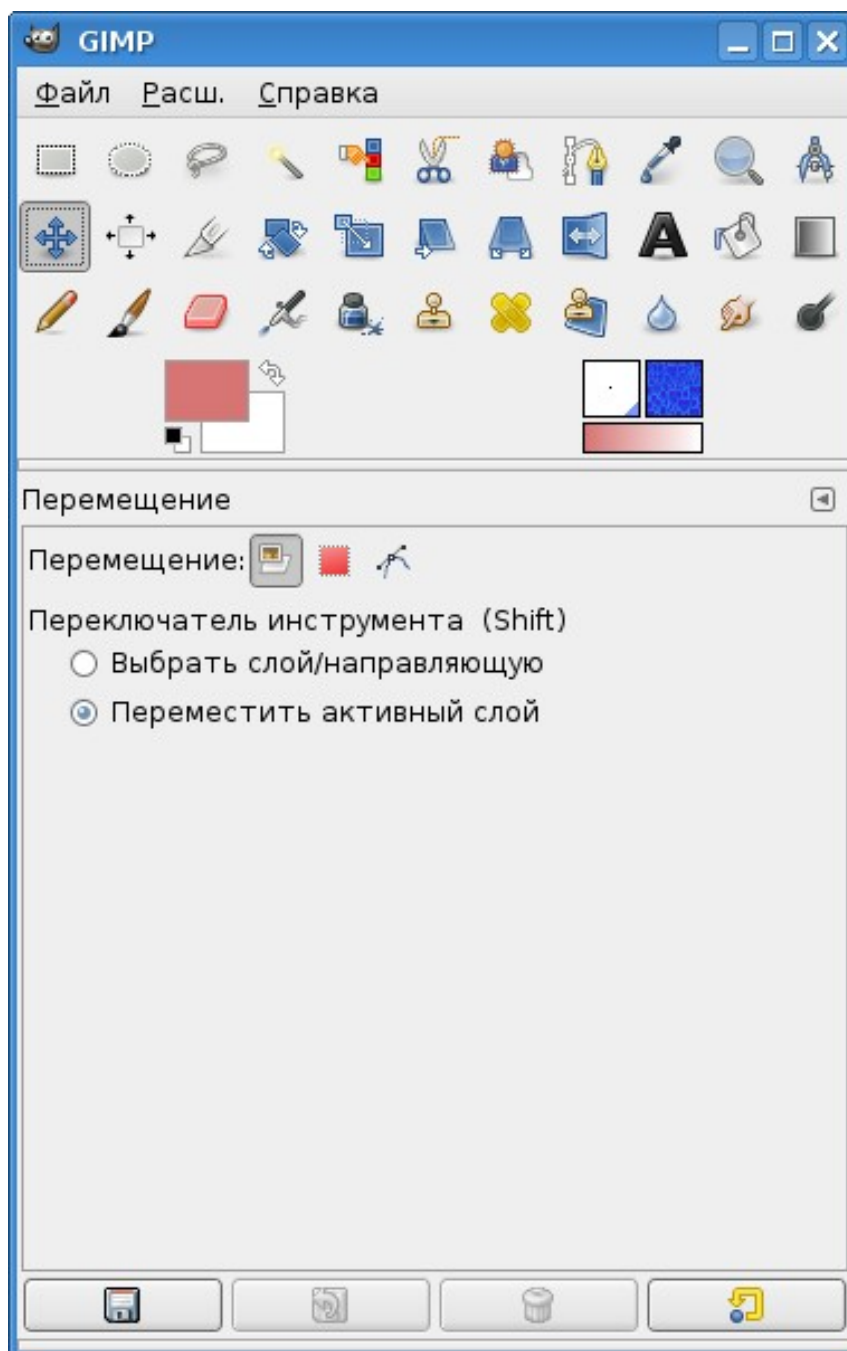 GIMP
Файл Расш. Справка
Перемещение
Перемещение:
Переключатель инструмента (Shift)
Выбрать слой/направляющую
Переместить активный слой